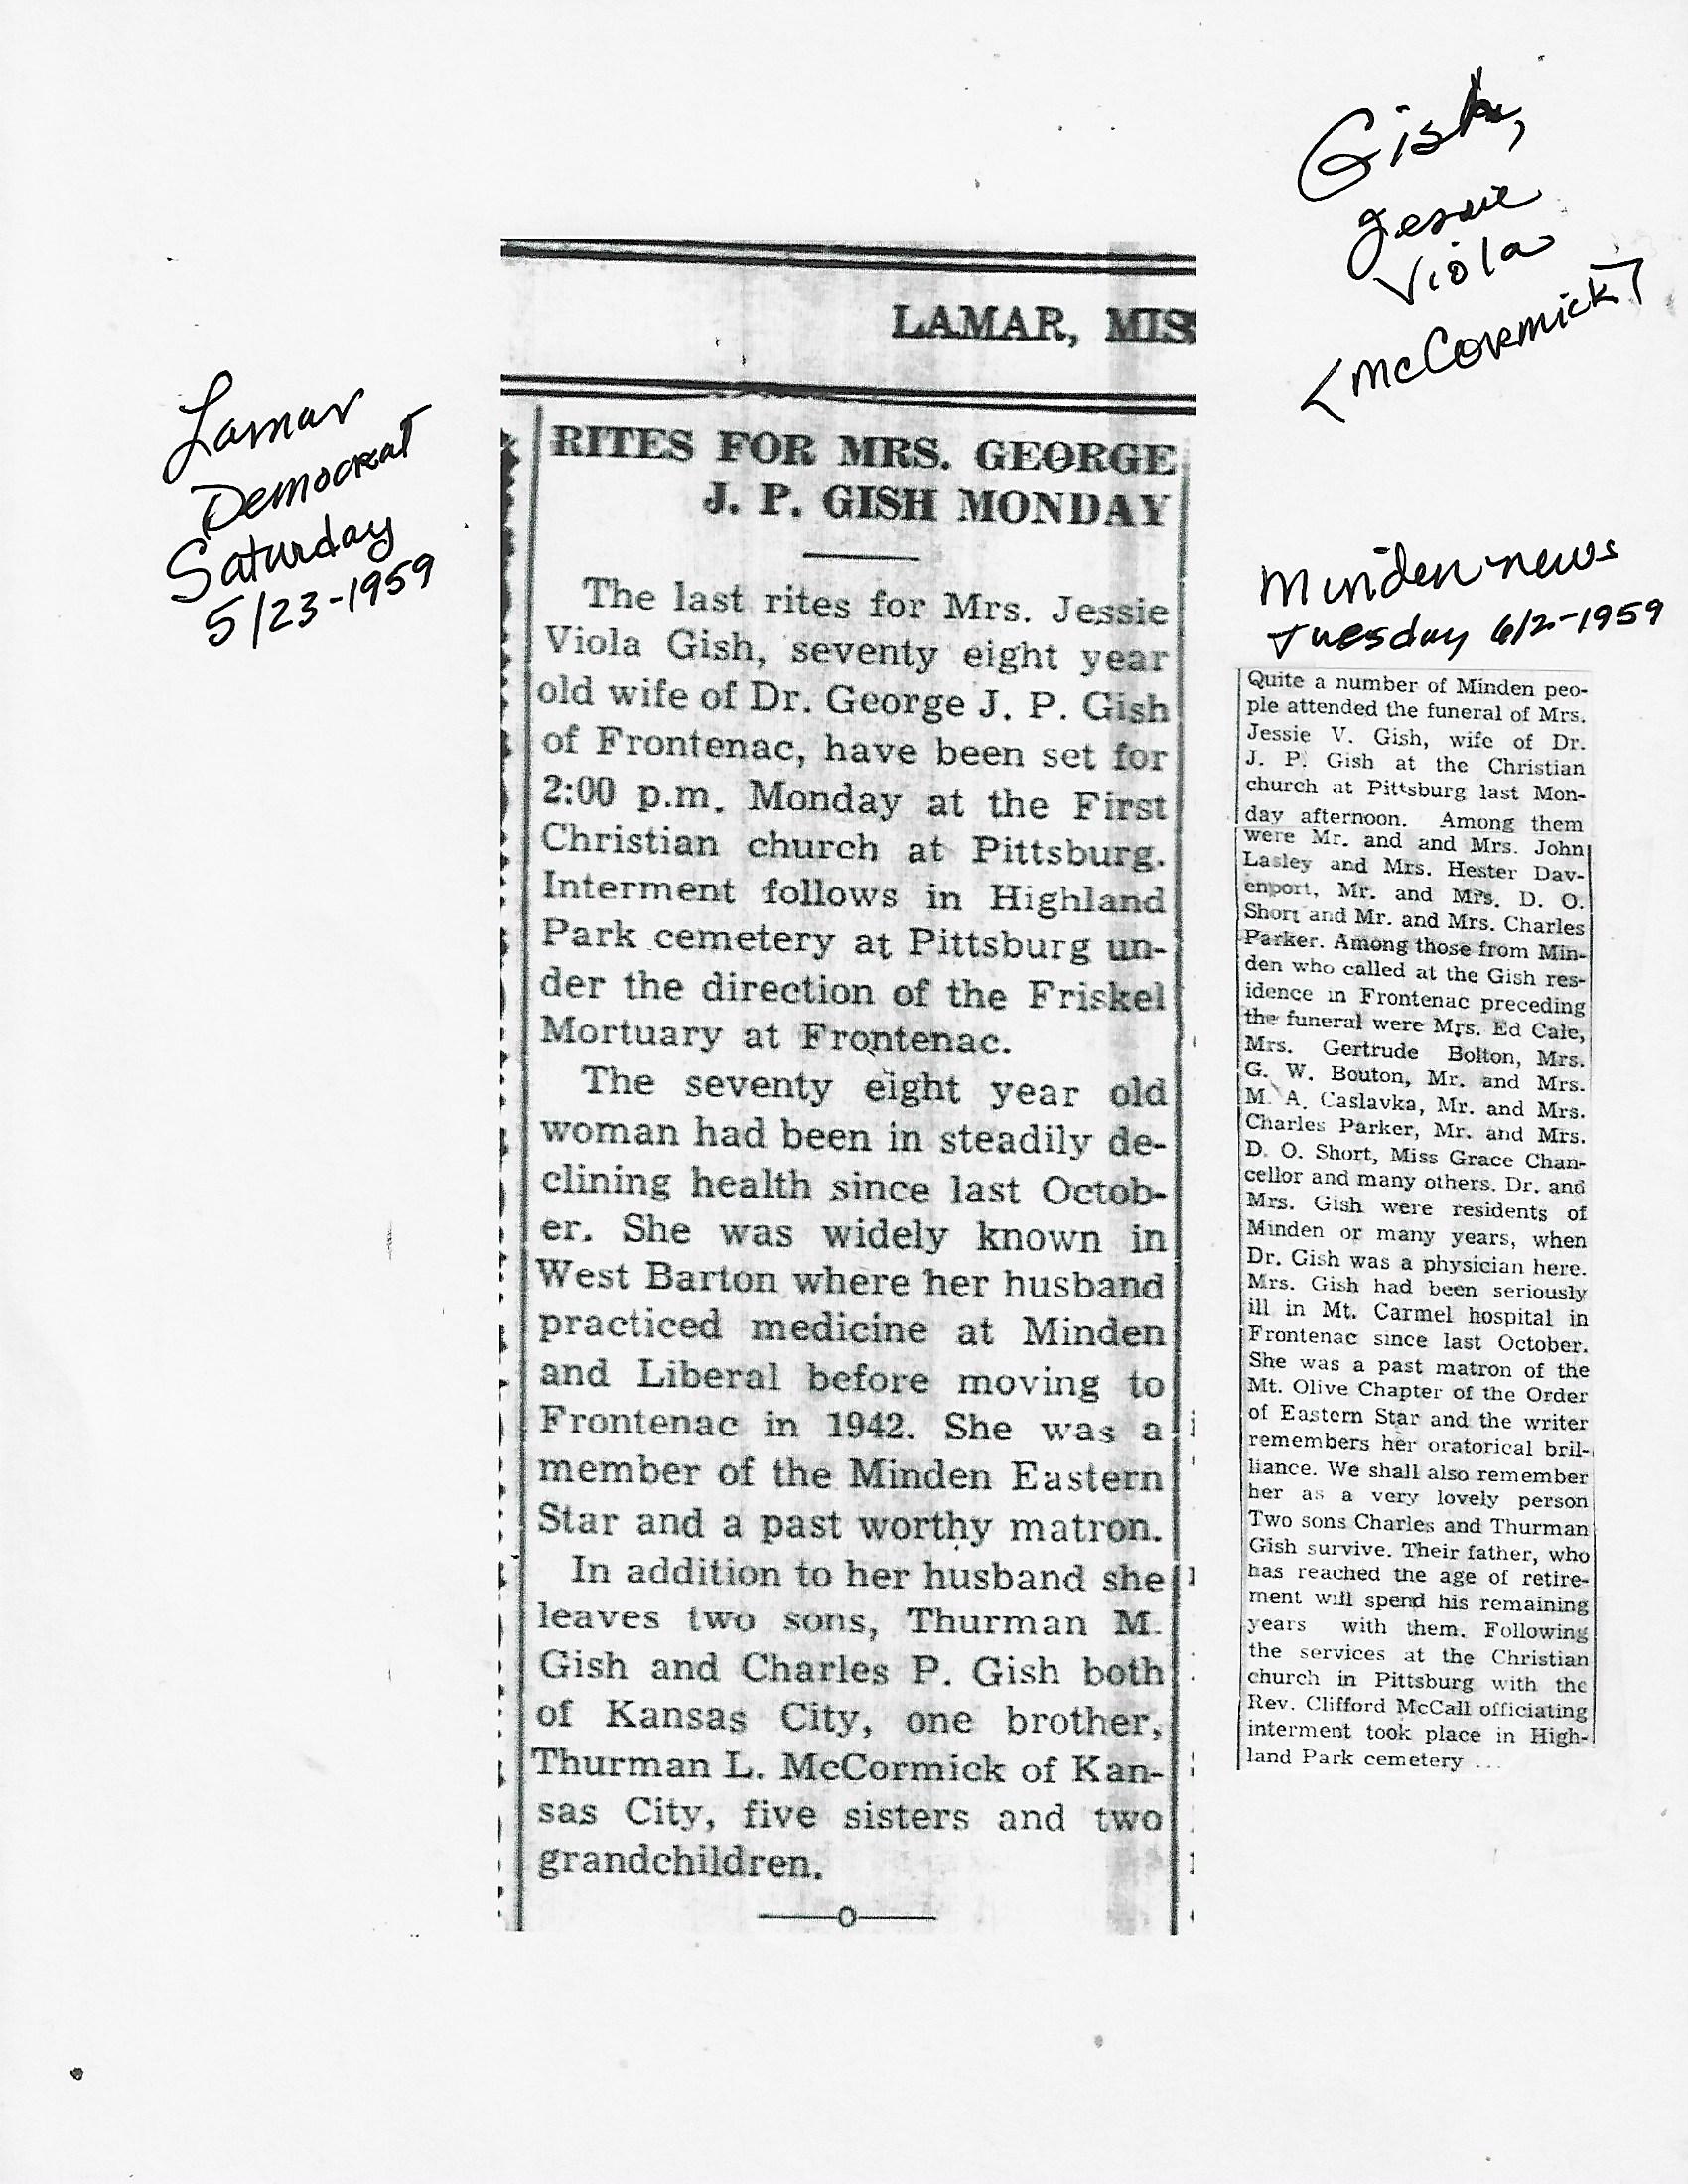 Gish,
Jessie
Viola
<McCormick>
Lamar
Democrat
Saturday
5/23-1959
LAMAR, MIS
RITES FOR MRS. GEORGE
J. P. GISH MONDAY
The last rites for Mrs. Jessie
Viola Gish, seventy eight year
old wife of Dr. George J. P. Gish
of Frontenac, have been set for
2:00 p.m. Monday at the First
Christian church at Pittsburg.
Interment follows in Highland
Park cemetery at Pittsburg un-
der the direction of the Friskel
Mortuary at Frontenac.
The seventy eight year old
woman had been in steadily de-
clining health since last Octob-
er. She was widely known in
West Barton where her husband
practiced medicine at Minden
and Liberal before moving to
Frontenac in 1942. She was a
member of the Minden Eastern
Star and a past worthy matron.
In addition to her husband she
leaves two sons, Thurman M.
Gish and Charles P. Gish both
of Kansas City, one brother,
Thurman L. McCormick of Kan-
sas City, five sisters and two
grandchildren.
Minden news
Tuesday 6/2-1959
Quite a number of Minden peo-
ple attended the funeral of Mrs.
Jessie V. Gish, wife of Dr.
J. P. Gish at the Christian
church at Pittsburg last Mon-
day afternoon. Among them
were Mr. and and Mrs. John
Lasley and Mrs. Hester Dav-
enport, Mr. and Mrs. D. O.
Short and Mr. and Mrs. Charles
Parker. Among those from Min-
den who called at the Gish res-
idence in Frontenac preceding
the funeral were Mrs. Ed Cale,
Mrs. Gertrude Bolton, Mrs.
G. W. Bouton, Mr. and Mrs.
M. A. Caslavka, Mr. and Mrs.
Charles Parker, Mr. and Mrs.
D. O. Short, Miss Grace Chan-
cellor and many others. Dr. and
Mrs. Gish were residents of
Minden or many years, when
Dr. Gish was a physician here.
Mrs. Gish had been seriously
ill in Mt. Carmel hospital in
Frontenac since last October.
She was a past matron of the
Mt. Olive Chapter of the Order
of Eastern Star and the writer
remembers her oratorical bril-
liance. We shall also remember
her as a very lovely person
Two sons Charles and Thurman
Gish survive. Their father, who
has reached the age of retire-
ment will spend his remaining
years with them. Following
the services at the Christian
church in Pittsburg with the
Rev. Clifford McCall officiating
interment took place in High-
land Park cemetery ...